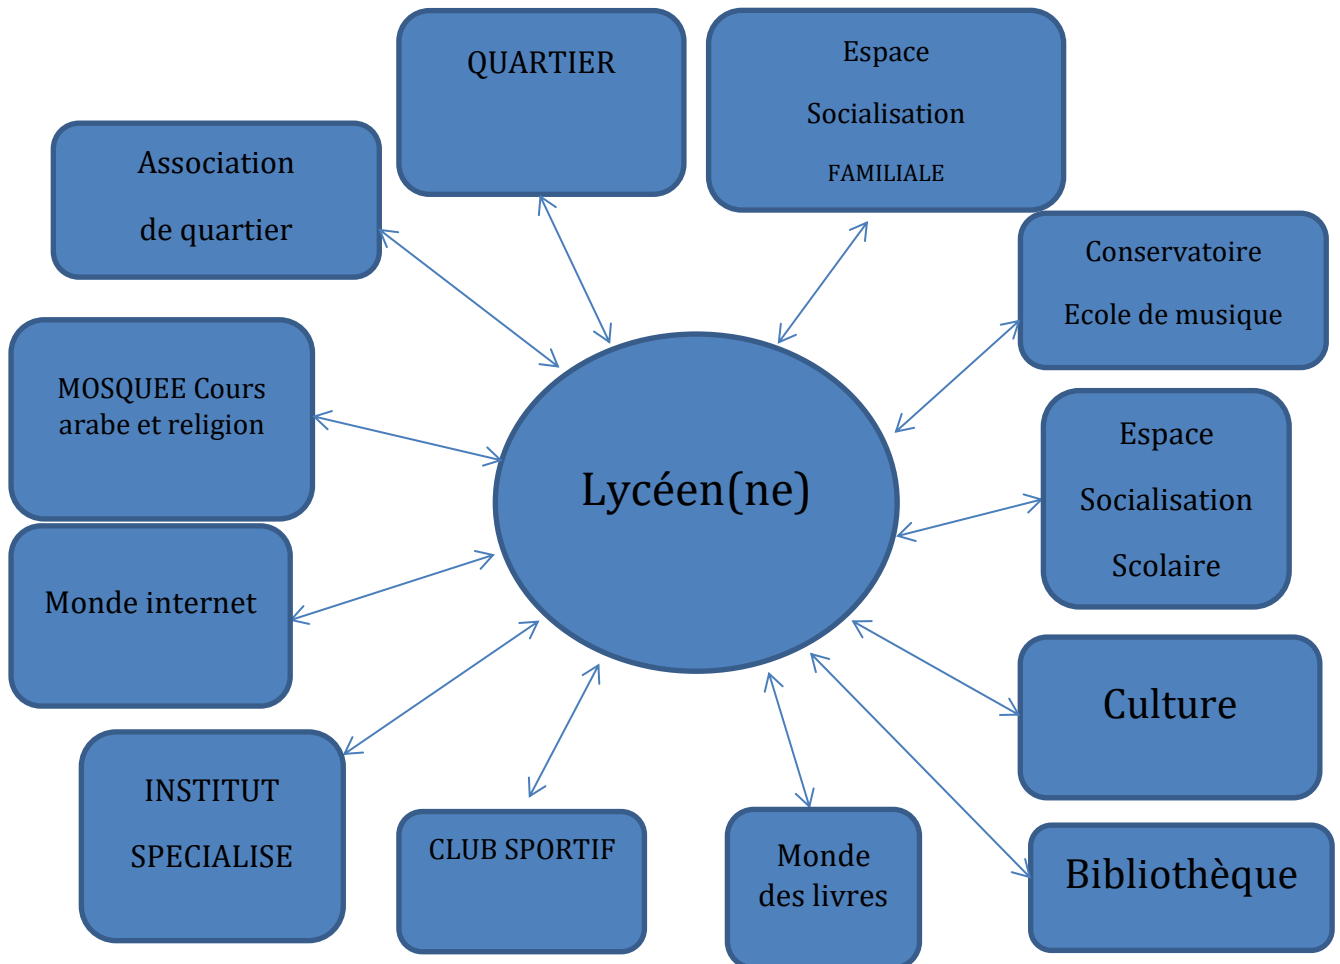 QUARTIER
Espace
Socialisation
FAMILIALE
Association
de quartier
Conservatoire
Ecole de musique
MOSQUEE Cours
arabe et religion
Lycéen(ne)
Espace
Socialisation
Scolaire
Monde internet
Culture
INSTITUT
SPECIALISE
CLUB SPORTIF
Monde
des livres
Bibliothèque